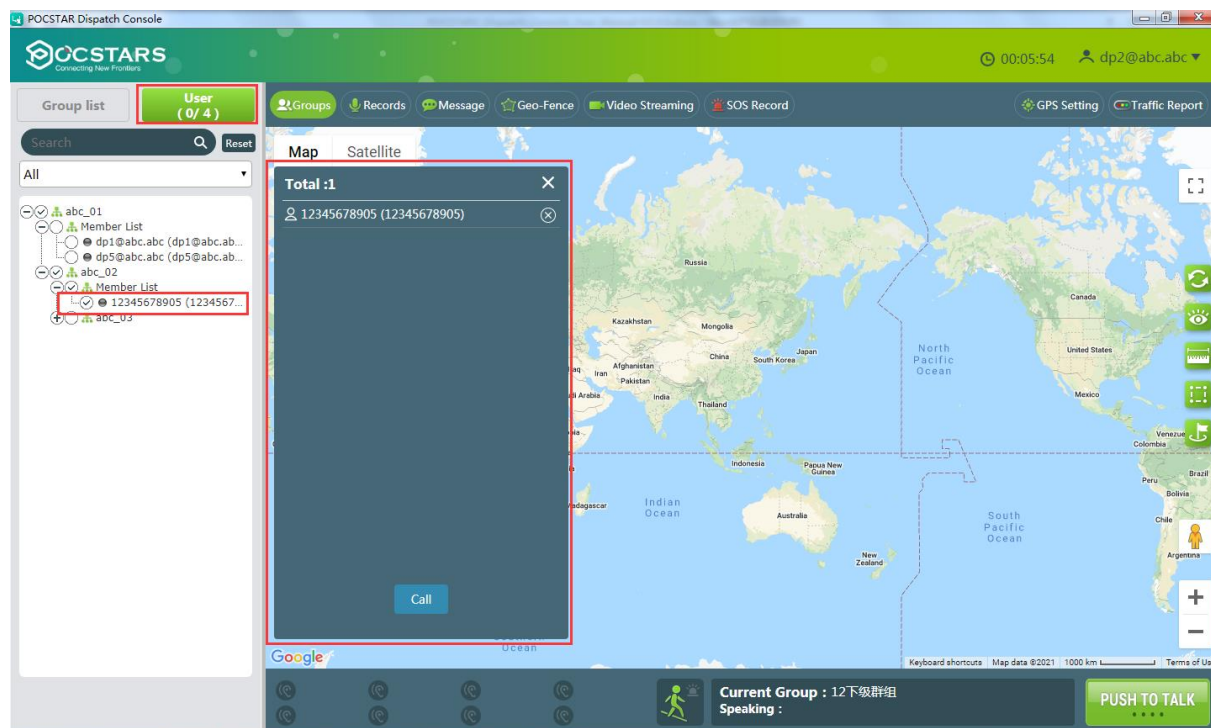 POCSTAR Dispatch Console
POCSTARS
Connecting New Frontiers
00:05:54
dp2@abc.abc
Group list
User
( 0/ 4 )
Groups
Records
Message
Geo-Fence
Video Streaming
SOS Record
GPS Setting
Traffic Report
Search
Reset
All
abc_01
Member List
dp1@abc.abc (dp1@abc.ab...
dp5@abc.abc (dp5@abc.ab...
abc_02
Member List
12345678905 (1234567...
abc_03
Map
Satellite
Total :1
12345678905 (12345678905)
Call
Russia
Canada
Kazakhstan
Mongolia
North
Pacific
Ocean
United States
China
South Korea
Japan
Afghanistan
Iran
Pakistan
India
Thailand
Mexico
Colombia
Indonesia
Papua New
Guinea
Peru
Brazil
Bolivia
Indian
Ocean
Australia
South
Pacific
Ocean
Chile
New
Zealand
Argentina
Ocean
Google
Keyboard shortcuts
Map data ©2021
1000 km
Current Group : 12下级群组
Speaking :
PUSH TO TALK